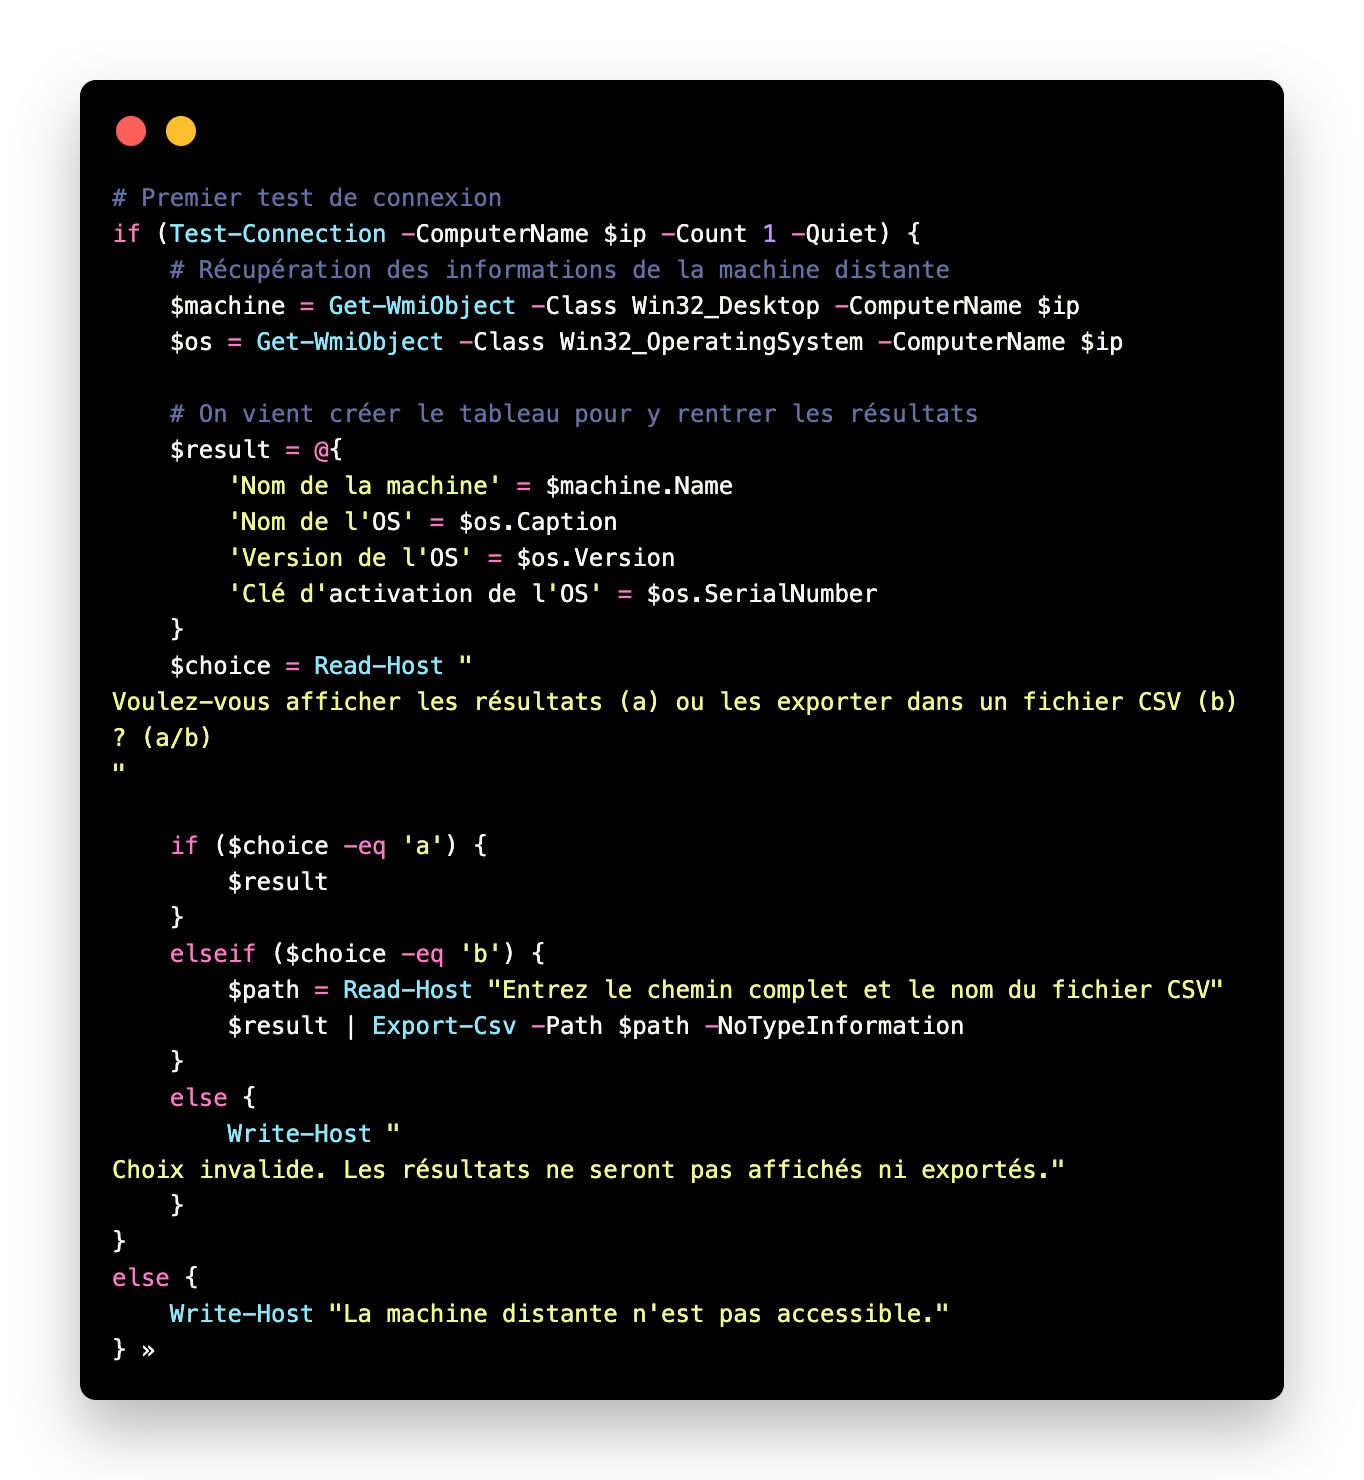 # Premier test de connexion
if (Test-Connection -ComputerName $ip -Count 1 -Quiet) {
    # Récupération des informations de la machine distante
    $machine = Get-WmiObject -Class Win32_Desktop -ComputerName $ip
    $os = Get-WmiObject -Class Win32_OperatingSystem -ComputerName $ip

    # On vient créer le tableau pour y rentrer les résultats
    $result = @{
        'Nom de la machine' = $machine.Name
        'Nom de l'OS' = $os.Caption
        'Version de l'OS' = $os.Version
        'Clé d'activation de l'OS' = $os.SerialNumber
    }
    $choice = Read-Host "
Voulez-vous afficher les résultats (a) ou les exporter dans un fichier CSV (b)
? (a/b)
"

    if ($choice -eq 'a') {
        $result
    }
    elseif ($choice -eq 'b') {
        $path = Read-Host "Entrez le chemin complet et le nom du fichier CSV"
        $result | Export-Csv -Path $path -NoTypeInformation
    }
    else {
        Write-Host "
Choix invalide. Les résultats ne seront pas affichés ni exportés."
    }
}
else {
    Write-Host "La machine distante n'est pas accessible."
} »